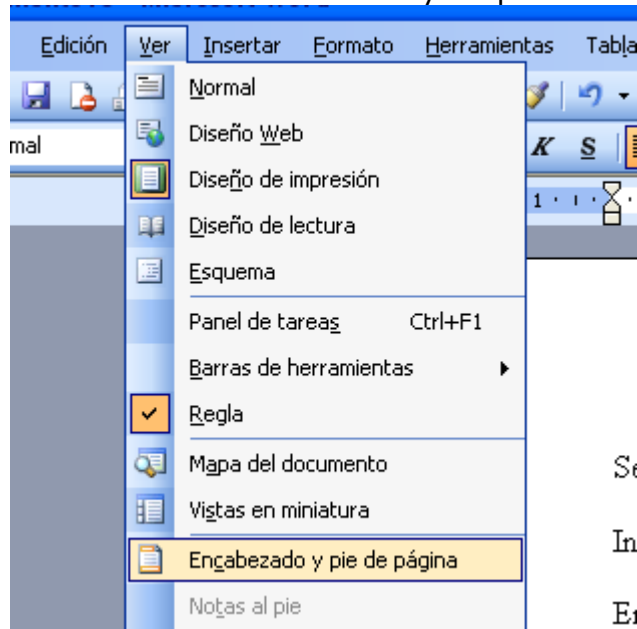 Edición Ver Insertar Formato Herramientas Tabla
mal K S
Normal
Diseño Web
Diseño de impresión
1
Diseño de lectura
Esquema
Panel de tareas Ctrl+F1
Barras de herramientas
Regla
Mapa del documento
Vistas en miniatura
Encabezado y pie de página
Notas al pie